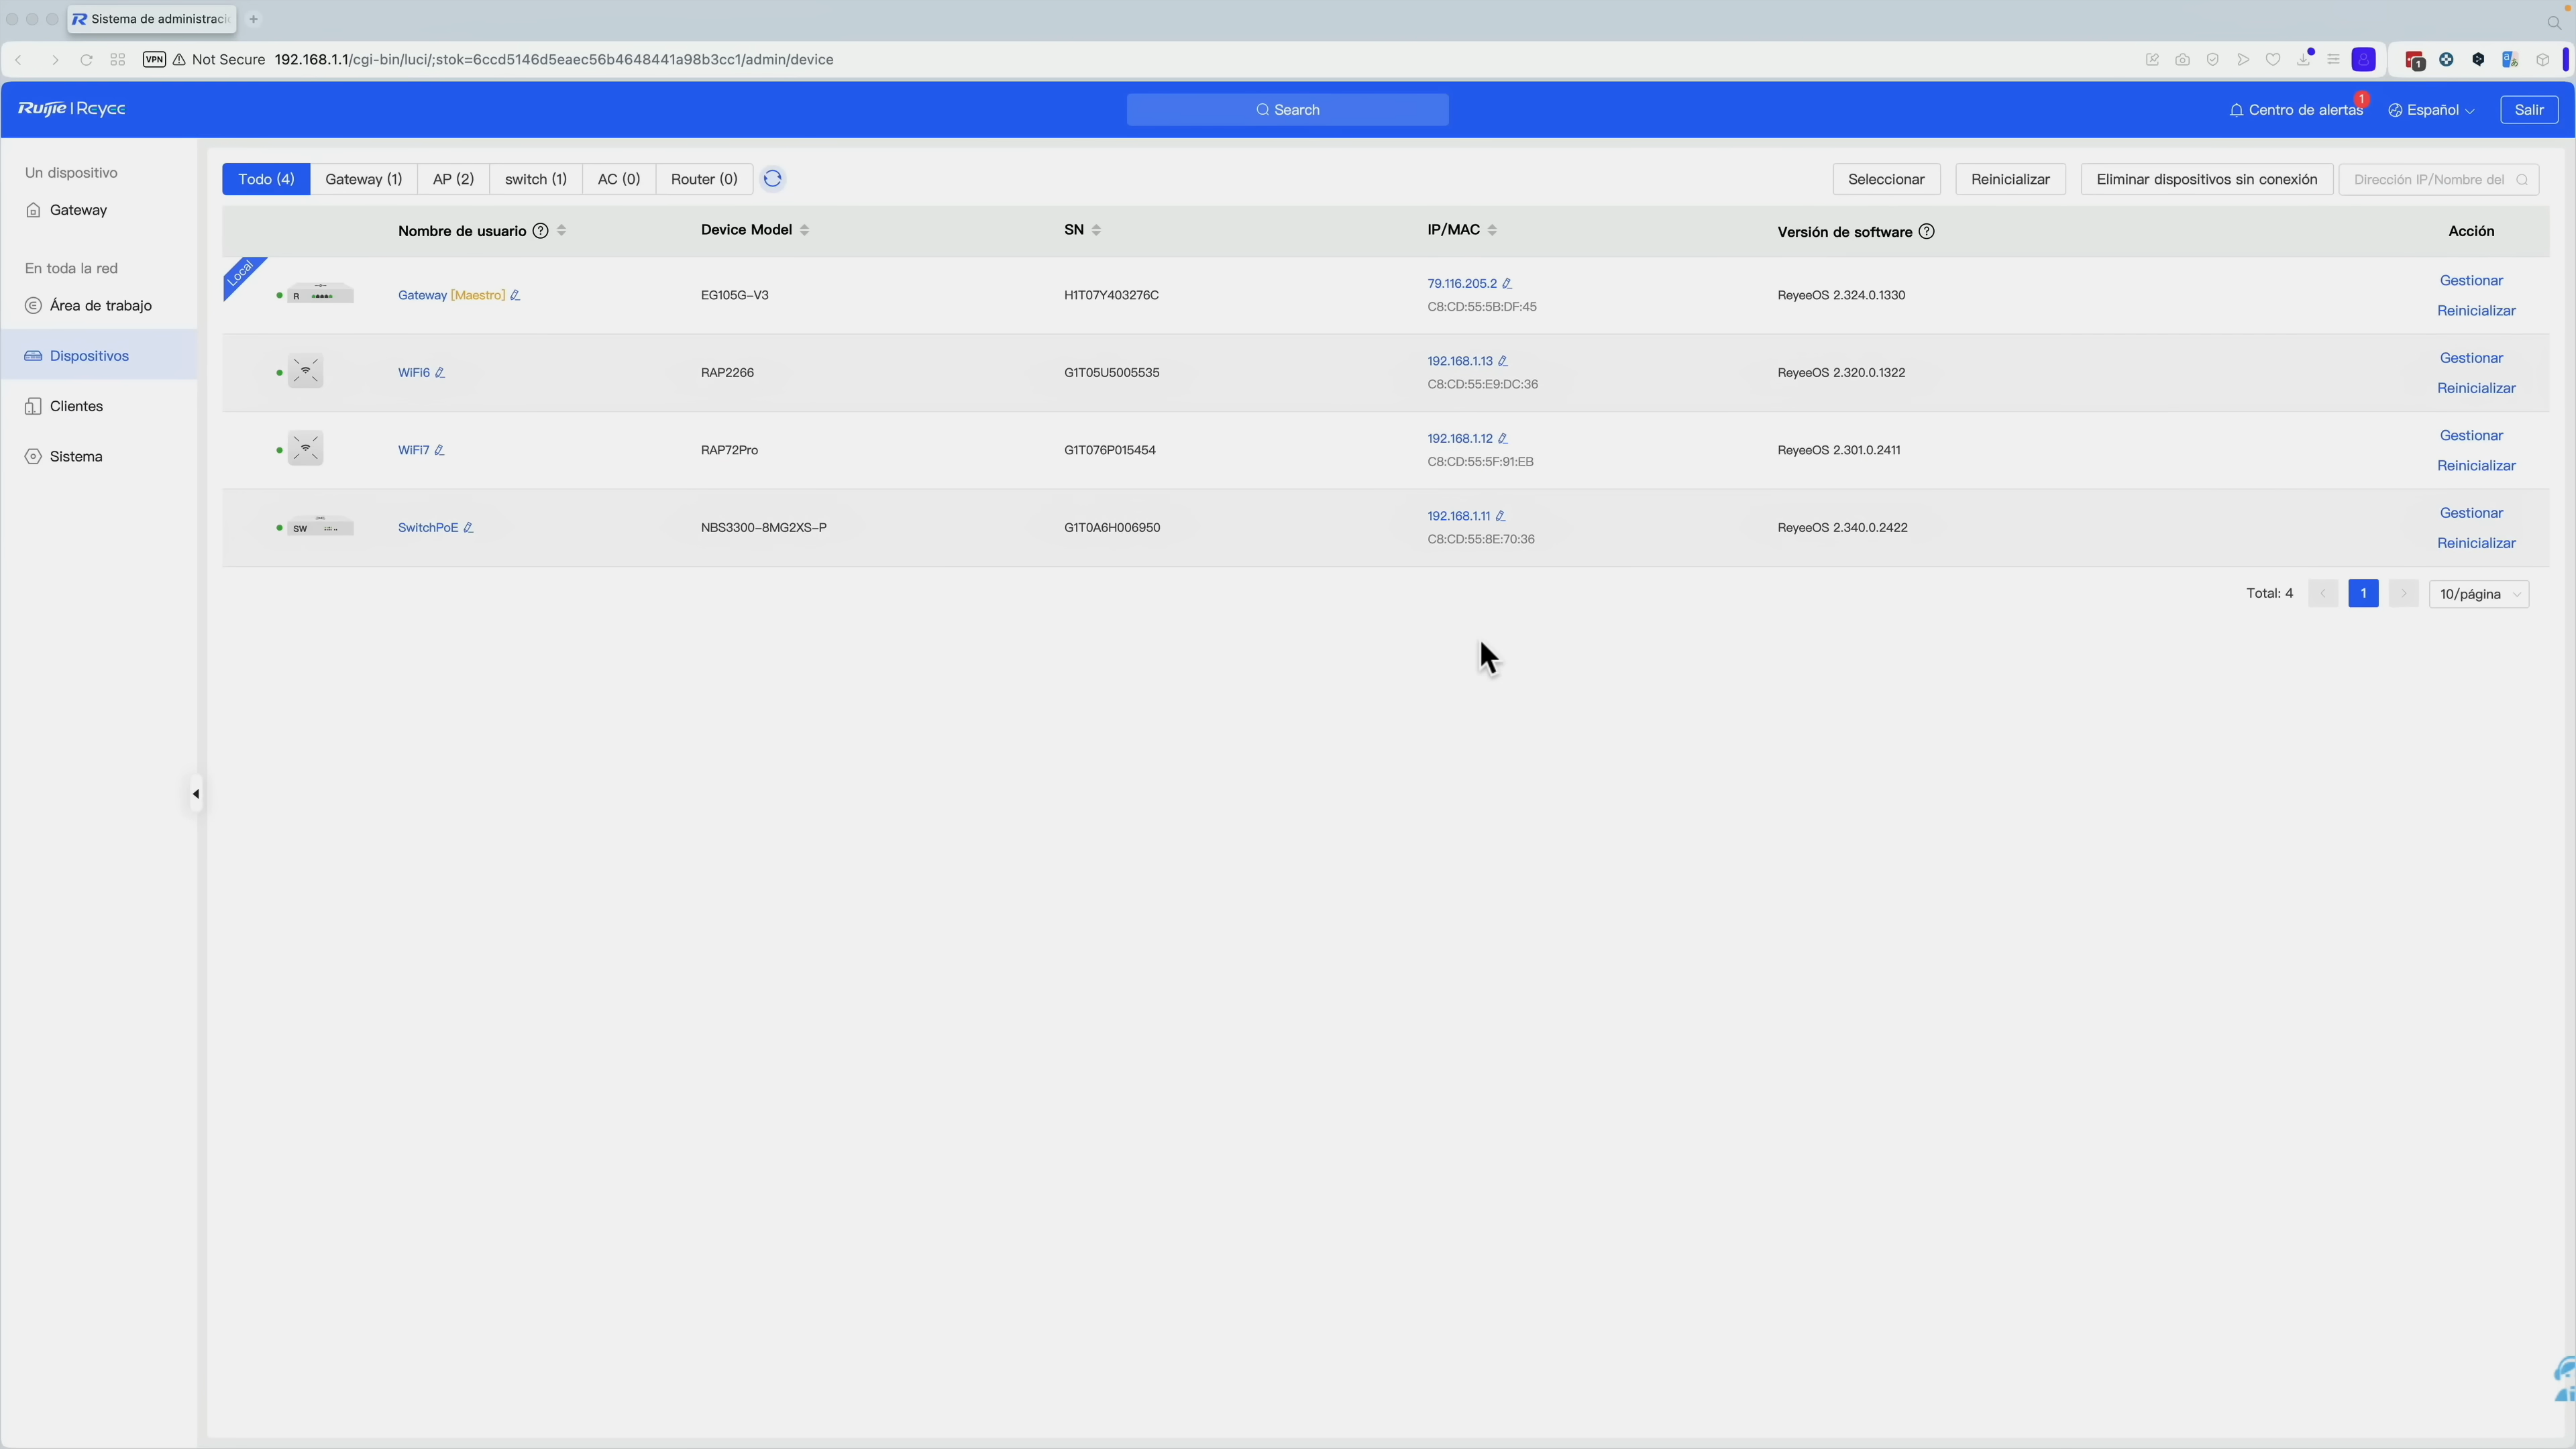 Sistema de administraci
VPN Not Secure 192.168.1.1/cgi-bin/luci/;stok=6ccd5146d5eaec56b4648441a98b3cc1/admin/device
1
Ruijie | Reyee
Search
Centro de alertas 1
Español
Salir
Un dispositivo
Gateway
En toda la red
Área de trabajo
Dispositivos
Clientes
Sistema
Todo (4) Gateway (1) AP (2) switch (1) AC (0) Router (0)
Seleccionar Reinicializar Eliminar dispositivos sin conexión Dirección IP/Nombre del
Nombre de usuario Device Model SN IP/MAC Versión de software Acción
Local
R
Gateway [Maestro] EG105G-V3 H1T07Y403276C 79.116.205.2 ReyeeOS 2.324.0.1330 Gestionar
C8:CD:55:5B:DF:45 Reinicializar
WiFi6 RAP2266 G1T05U5005535 192.168.1.13 ReyeeOS 2.320.0.1322 Gestionar
C8:CD:55:E9:DC:36 Reinicializar
WiFi7 RAP72Pro G1T076P015454 192.168.1.12 ReyeeOS 2.301.0.2411 Gestionar
C8:CD:55:5F:91:EB Reinicializar
SW
SwitchPoE NBS3300-8MG2XS-P G1T0A6H006950 192.168.1.11 ReyeeOS 2.340.0.2422 Gestionar
C8:CD:55:8E:70:36 Reinicializar
Total: 4 1 10/página